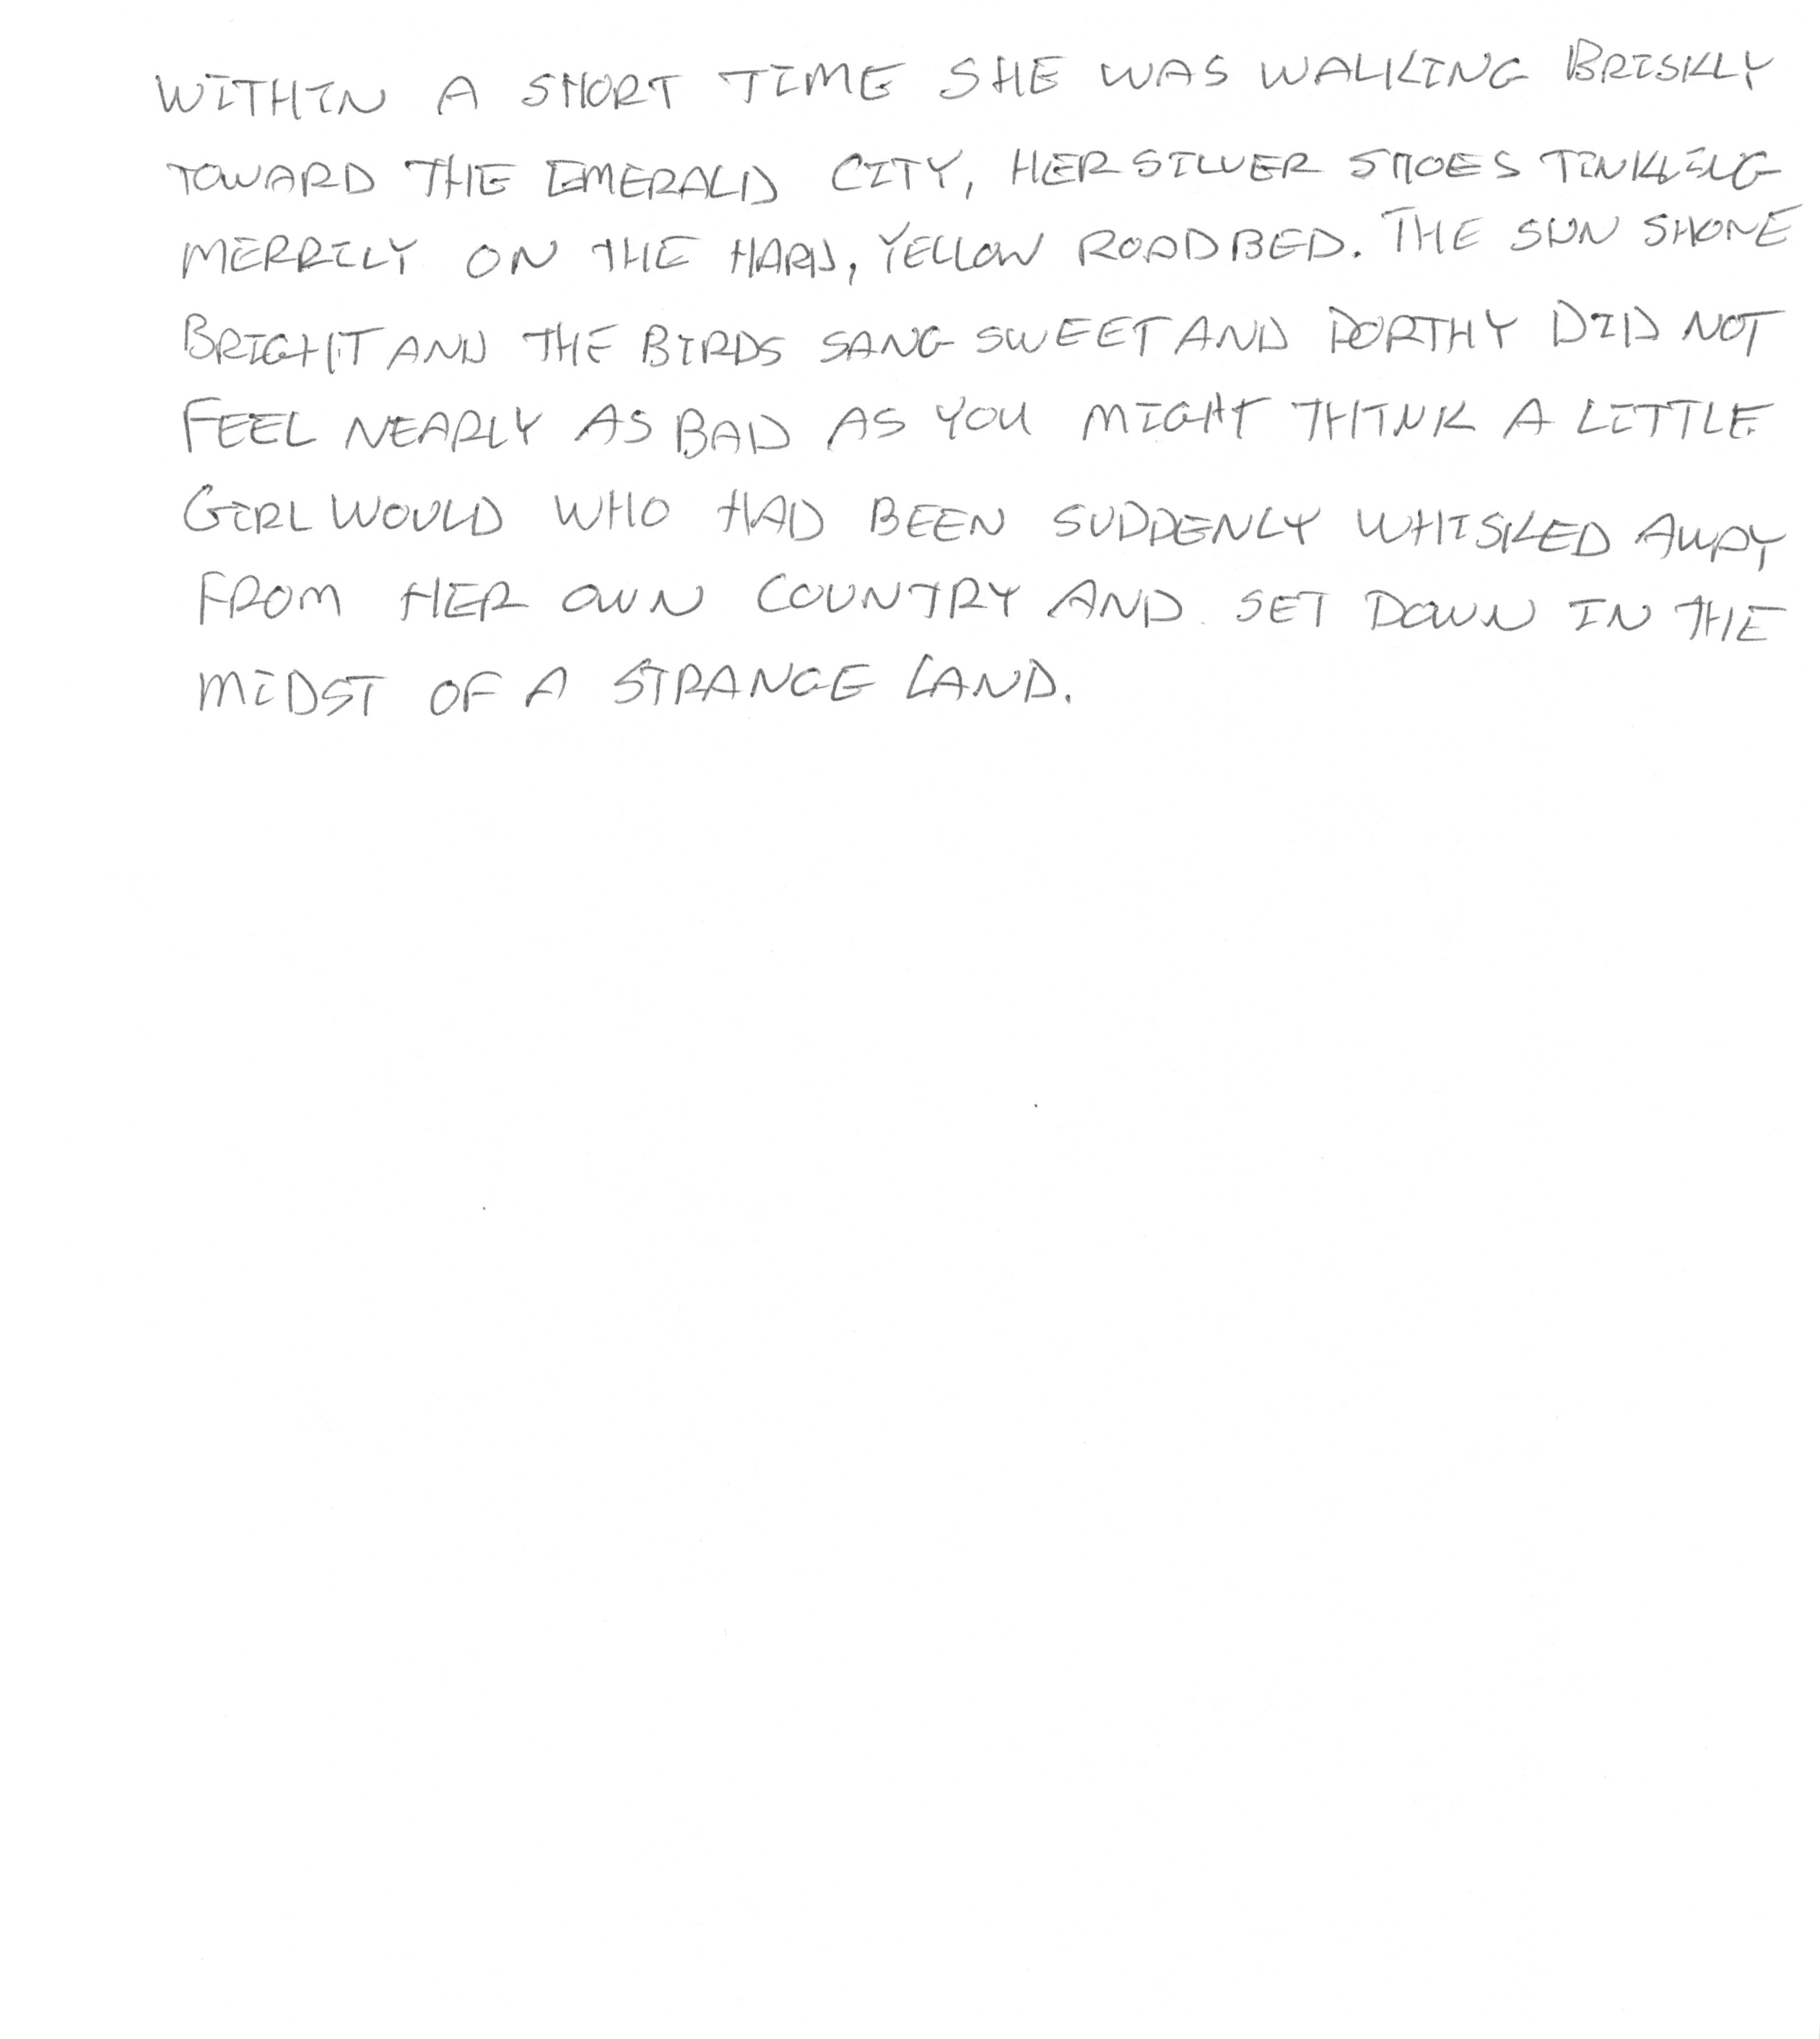 WITHIN A SHORT TIME SHE WAS WALKING BRISKLY
TOWARD THE EMERALD CITY, HER SILVER SHOES TINKLING
MERRILY ON THE HARD, YELLOW ROADBED. THE SUN SHONE
BRIGHT AND THE BIRDS SANG SWEET AND DORTHY DID NOT
FEEL NEARLY AS BAD AS YOU MIGHT THINK A LITTLE
GIRL WOULD WHO HAD BEEN SUDDENLY WHISKED AWAY
FROM HER OWN COUNTRY AND SET DOWN IN THE
MIDST OF A STRANGE LAND.